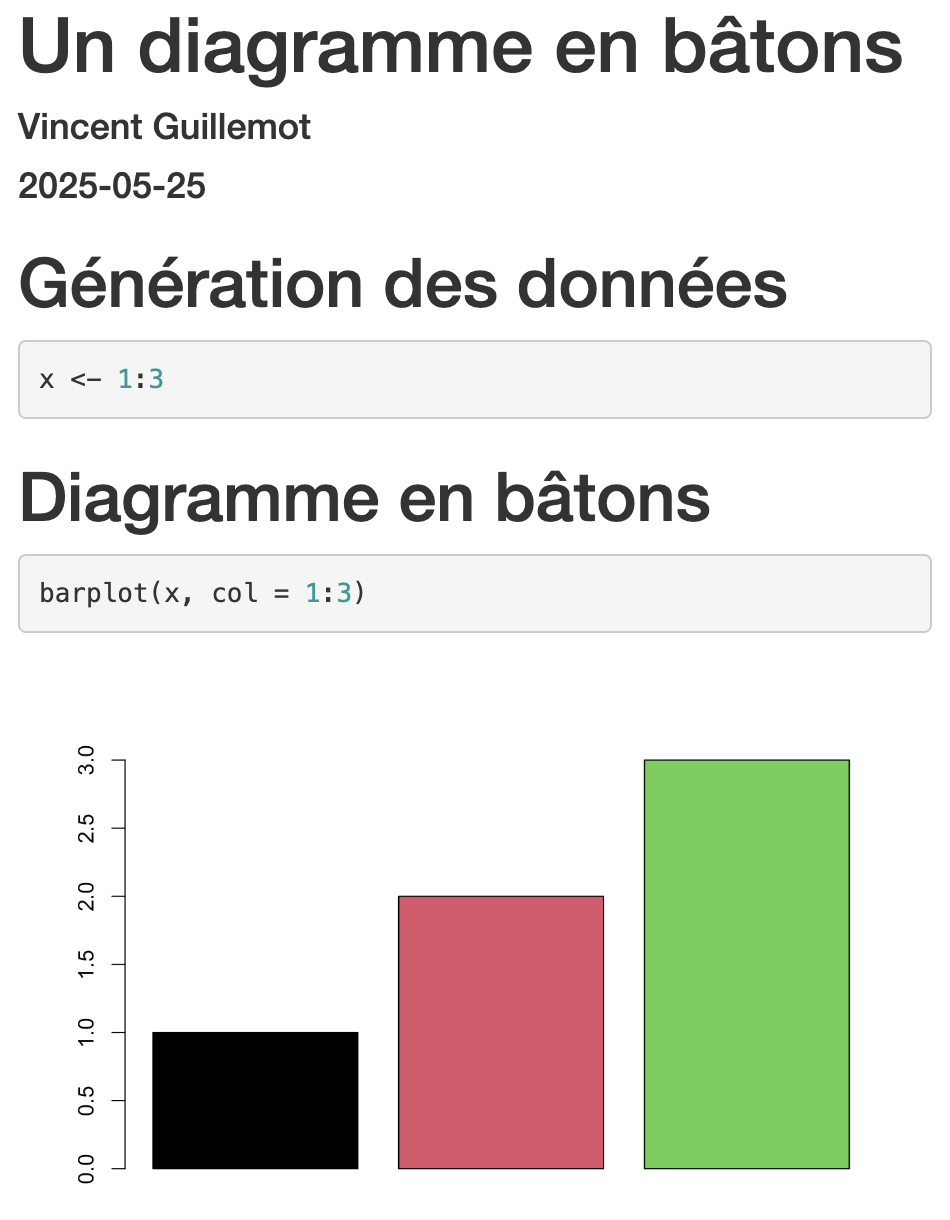 Un diagramme en bâtons
Vincent Guillemot
2025-05-25
Génération des données
x <- 1:3
Diagramme en bâtons
barplot(x, col = 1:3)
3.0
2.5
2.0
1.5
1.0
0.5
0.0